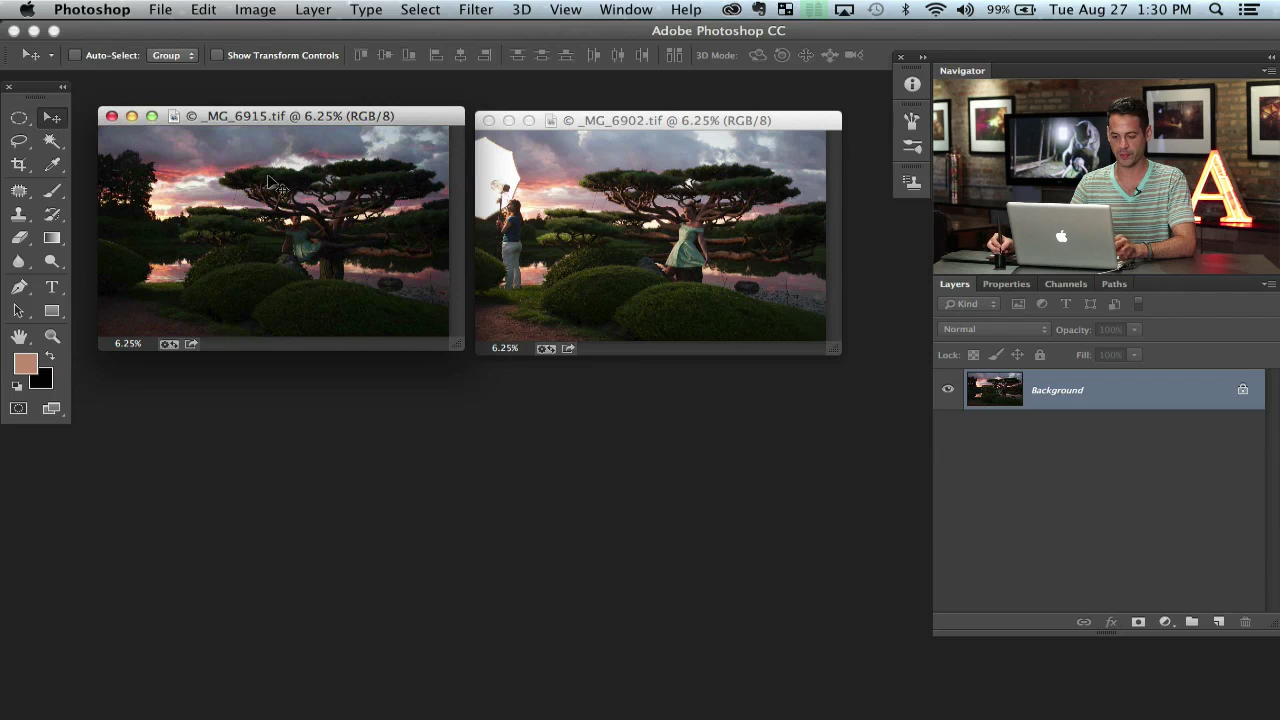 Photoshop File Edit Image Layer Type Select Filter 3D View Window Help 99% Tue Aug 27 1:30 PM
Adobe Photoshop CC
Auto-Select: Group Show Transform Controls 3D Mode:
Navigator
© _MG_6915.tif @ 6.25% (RGB/8)
© _MG_6902.tif @ 6.25% (RGB/8)
A
Layers Properties Channels Paths
Kind
Normal Opacity: 100%
6.25%
6.25%
Lock: Fill: 100%
Background